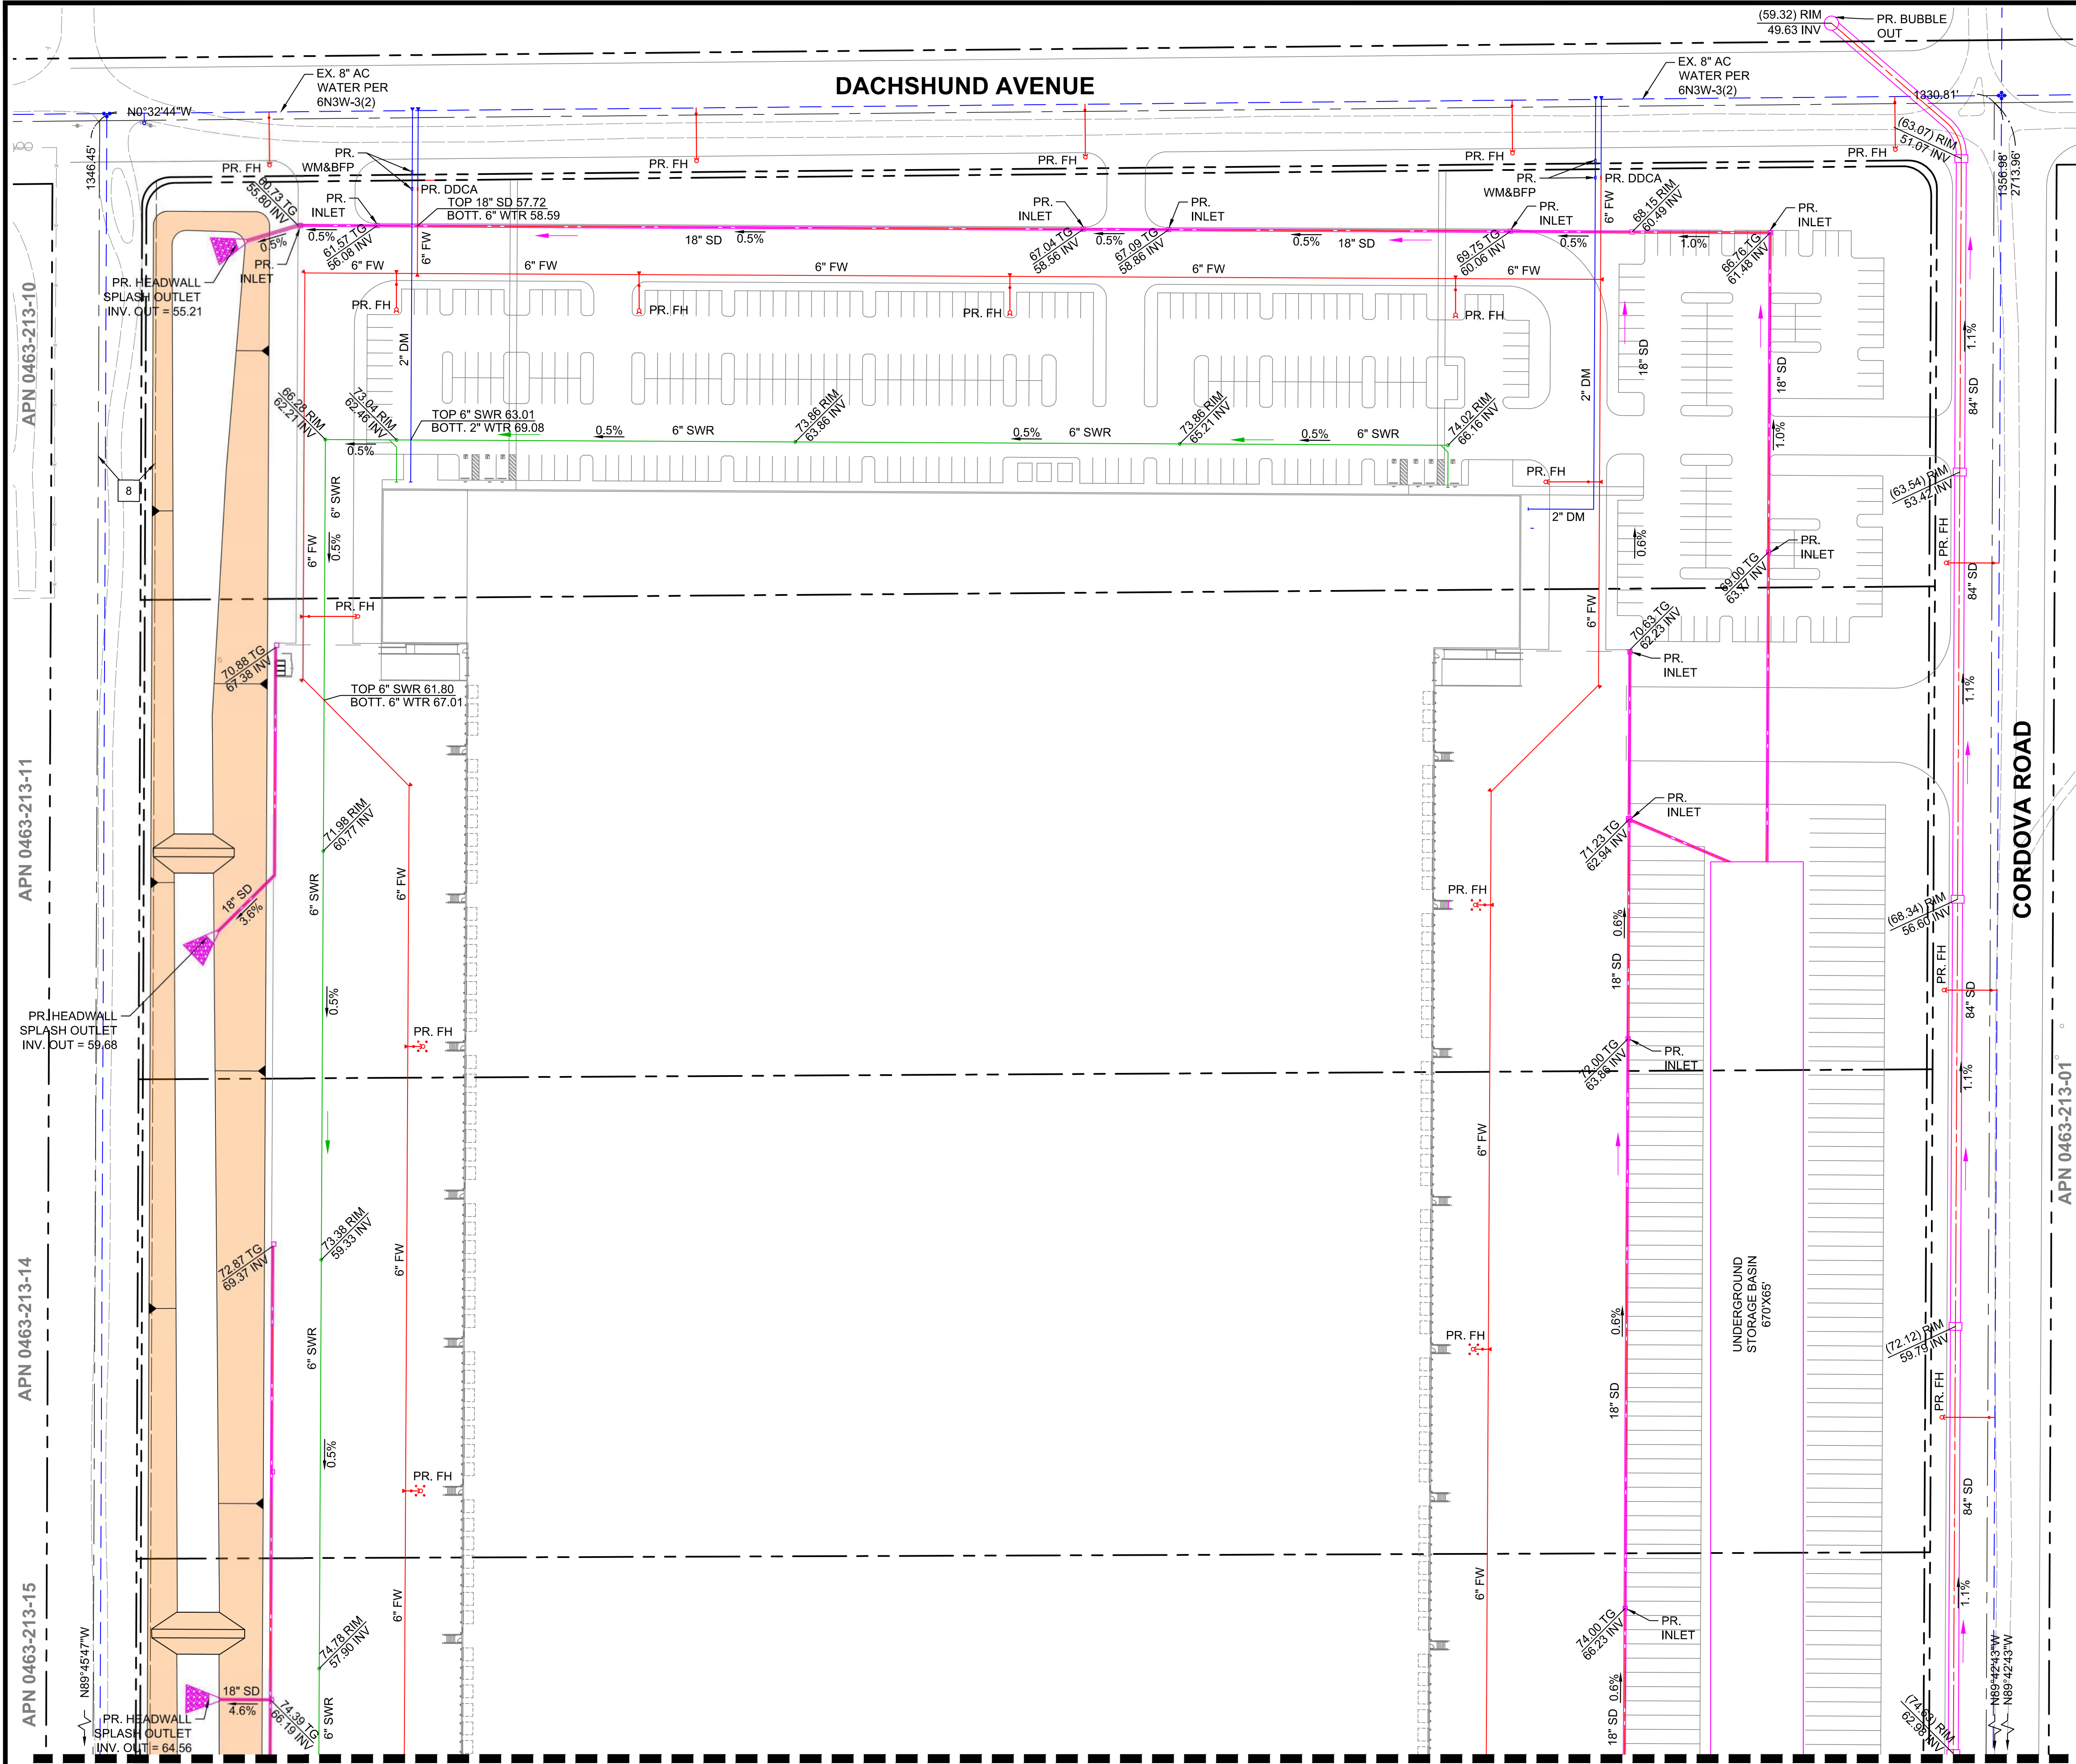 (59.32) RIM
49.63 INV
PR. BUBBLE
OUT
EX. 8" AC
WATER PER
6N3W-3(2)
DACHSHUND AVENUE
EX. 8" AC
WATER PER
6N3W-3(2)
N0°32'44"W
1330.81'
1346.45'
1356.98'
2713.96'
(63.07) RIM
51.07 INV
PR. FH
PR.
WM&BFP
PR. FH
PR. FH
PR. FH
PR. FH
PR. DDCA
PR.
WM&BFP
PR. DDCA
60.73 TG
55.80 INV
PR.
INLET
TOP 18" SD 57.72
BOTT. 6" WTR 58.59
PR.
INLET
PR.
INLET
PR.
INLET
6" FW
68.15 RIM
60.49 INV
PR.
INLET
0.5%
0.5%
61.57 TG
56.08 INV
6" FW
18" SD
0.5%
67.04 TG
58.56 INV
0.5%
67.09 TG
58.86 INV
0.5%
18" SD
69.75 TG
60.06 INV
0.5%
1.0%
66.76 TG
61.48 INV
PR.
INLET
PR. HEADWALL
SPLASH OUTLET
INV. OUT = 55.21
6" FW
6" FW
6" FW
6" FW
6" FW
PR. FH
PR. FH
PR. FH
PR. FH
APN 0463-213-10
2" DM
2" DM
18" SD
18" SD
1.0%
1.1%
84" SD
66.28 RIM
62.21 INV
73.04 RIM
62.46 INV
TOP 6" SWR 63.01
BOTT. 2" WTR 69.08
0.5%
0.5%
6" SWR
73.86 RIM
63.86 INV
0.5%
6" SWR
73.86 RIM
65.21 INV
0.5%
6" SWR
74.02 RIM
66.16 INV
8
6" SWR
6" FW
0.5%
PR. FH
2" DM
0.6%
(63.54) RIM
53.42 INV
PR. FH
84" SD
PR.
INLET
69.00 TG
63.77 INV
PR. FH
6" FW
70.63 TG
62.23 INV
PR.
INLET
70.88 TG
67.38 INV
TOP 6" SWR 61.80
BOTT. 6" WTR 67.01
1.1%
CORDOVA ROAD
APN 0463-213-11
71.98 RIM
60.77 INV
PR.
INLET
71.23 TG
62.94 INV
6" SWR
6" FW
PR. FH
18" SD
3.6%
0.6%
18" SD
(68.34) RIM
56.60 INV
PR. FH
84" SD
PR. HEADWALL
SPLASH OUTLET
INV. OUT = 59.68
0.5%
PR. FH
PR.
INLET
72.00 TG
63.86 INV
1.1%
APN 0463-213-01
6" FW
APN 0463-213-14
72.87 TG
69.37 INV
73.38 RIM
59.33 INV
6" FW
6" SWR
PR. FH
0.6%
18" SD
UNDERGROUND
STORAGE BASIN
670'X65'
(72.12) RIM
59.79 INV
PR. FH
0.5%
PR. FH
84" SD
6" FW
6" FW
1.1%
APN 0463-213-15
N89°45'47"W
74.78 RIM
57.90 INV
74.00 TG
66.23 INV
PR.
INLET
N89°42'43"W
N89°42'43"W
18" SD
4.6%
74.39 TG
66.19 INV
6" SWR
PR. HEADWALL
SPLASH OUTLET
INV. OUT = 64.56
0.6%
18" SD
(74.63) RIM
62.98 INV